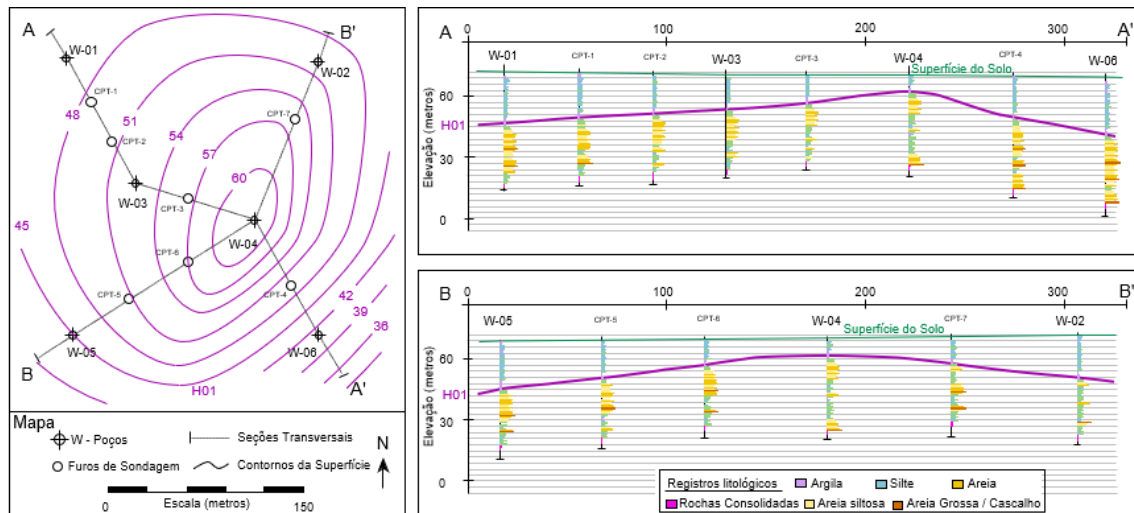 A
B'
W-01
W-02
CPT-1
CPT-7
48
51
CPT-2
54
57
60
W-03
CPT-3
W-04
45
CPT-6
CPT-4
42
CPT-5
39
36
W-05
W-06
B
H01
A'
Mapa
W - Poços
Seções Transversais
Furos de Sondagem
Contornos da Superfície
N
0
150
Escala (metros)
0 100 200 300
A
A'
W-01
CPT-1
CPT-2
W-03
CPT-3
W-04
CPT-4
W-06
Superfície do Solo
60
30
0
H01
Elevação (metros)
B
100 200 300
B'
0
W-05
CPT-5
CPT-6
W-04
CPT-7
W-02
Superfície do Solo
60
30
0
H01
Elevação (metros)
Registros litológicos
Argila
Silte
Areia
Rochas Consolidadas
Areia siltosa
Areia Grossa / Cascalho